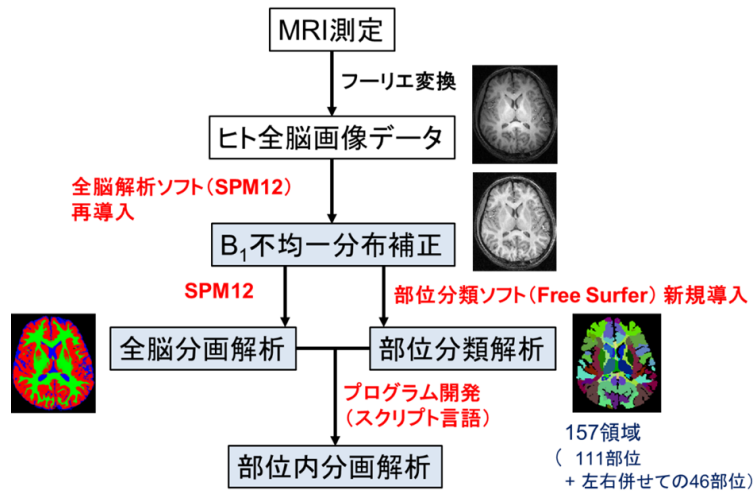 MRI測定
フーリエ変換
ヒト全脳画像データ
全脳解析ソフト（SPM12）
再導入
B1不均一分布補正
SPM12
部位分類ソフト（Free Surfer） 新規導入
全脳分画解析
部位分類解析
プログラム開発
（スクリプト言語）
部位内分画解析
157領域
（ 111部位
+ 左右併せての46部位）